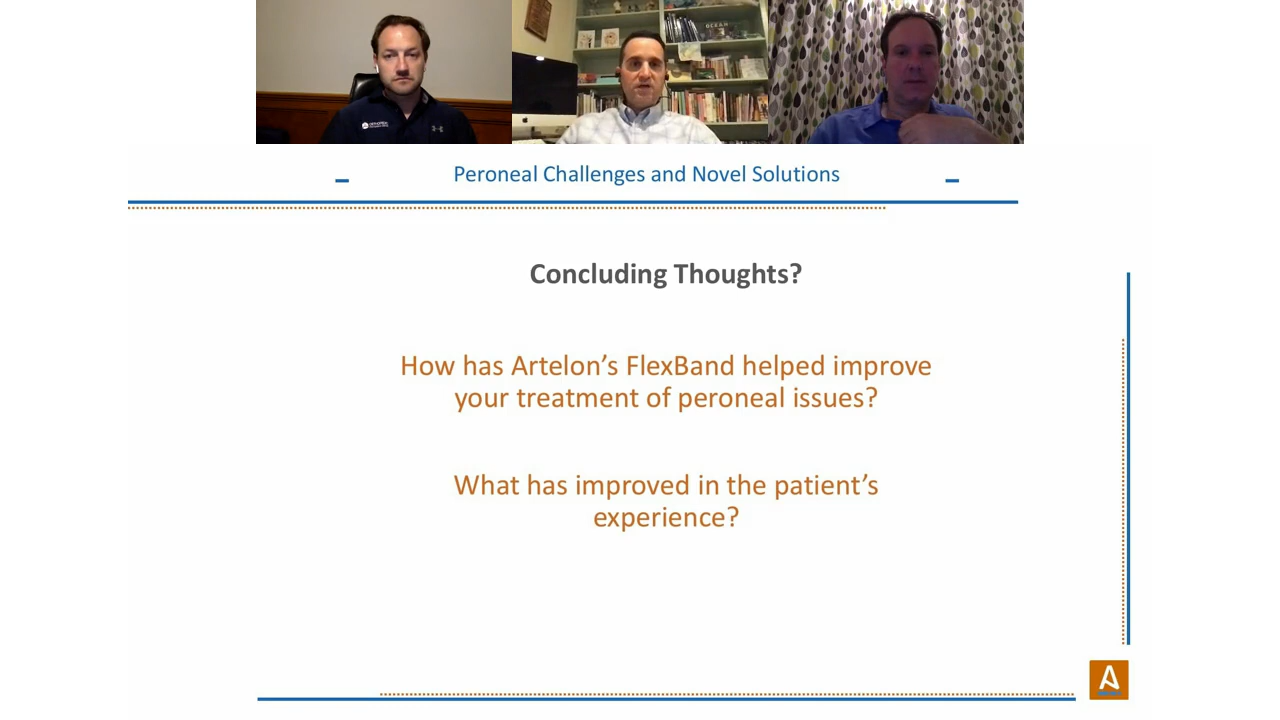 OCEAN
Peroneal Challenges and Novel Solutions
Concluding Thoughts?
How has Artelon’s FlexBand helped improve
your treatment of peroneal issues?
What has improved in the patient’s
experience?
A